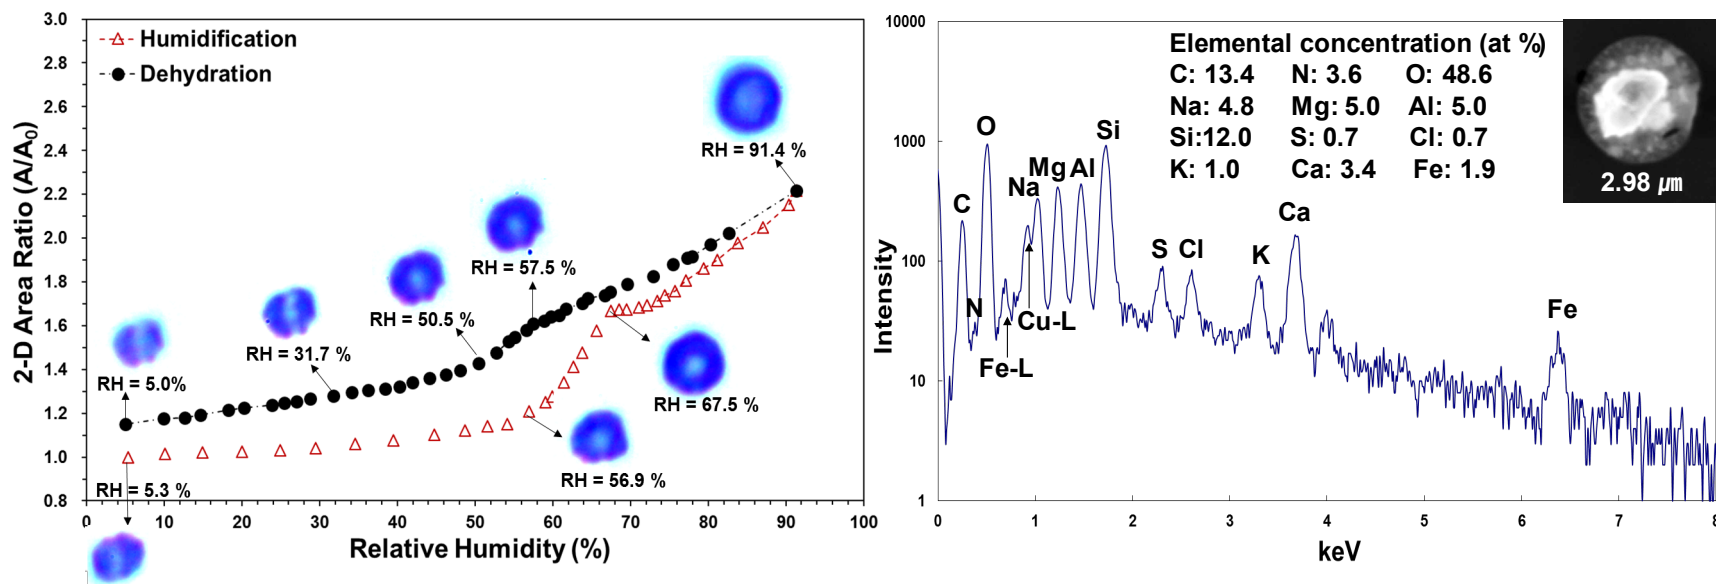 3.0
2.8
2.6
2.4
2.2
2.0
1.8
1.6
1.4
1.2
1.0
0.8
2-D Area Ratio (A/A₀)
Humidification
Dehydration
RH = 91.4 %
RH = 57.5 %
RH = 50.5 %
RH = 31.7 %
RH = 5.0%
RH = 67.5 %
RH = 56.9 %
RH = 5.3 %
0 10 20 30 40 50 60 70 80 90 100
Relative Humidity (%)
10000
1000
100
10
1
Intensity
Elemental concentration (at %)
C: 13.4 N: 3.6 O: 48.6
Na: 4.8 Mg: 5.0 Al: 5.0
Si:12.0 S: 0.7 Cl: 0.7
K: 1.0 Ca: 3.4 Fe: 1.9
2.98 µm
O
Si
Na Mg Al
C
Ca
S Cl K
N
Cu-L
Fe-L
Fe
0 1 2 3 4 5 6 7 8
keV